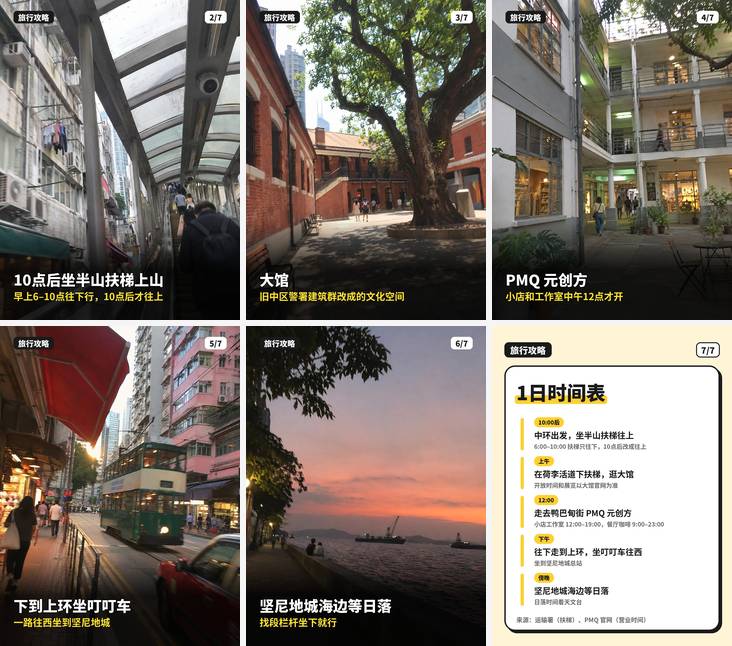 旅行攻略
2/7
10点后坐半山扶梯上山
早上6–10点往下行，10点后才往上
旅行攻略
3/7
大馆
旧中区警署建筑群改成的文化空间
旅行攻略
4/7
PMQ 元创方
小店和工作室中午12点才开
旅行攻略
5/7
下到上环坐叮叮车
一路往西坐到坚尼地城
旅行攻略
6/7
坚尼地城海边等日落
找段栏杆坐下就行
旅行攻略
7/7
1日时间表
10:00后
中环出发，坐半山扶梯往上
6:00–10:00 扶梯只往下，10点后改成往上
上午
在荷李活道下扶梯，逛大馆
开放时间和展览以大馆官网为准
12:00
走去鸭巴甸街 PMQ 元创方
小店工作室 12:00–19:00，餐厅咖啡 9:00–23:00
下午
往下走到上环，坐叮叮车往西
坐到坚尼地城总站
傍晚
坚尼地城海边等日落
日落时间看天文台
来源：运输署（扶梯）、PMQ 官网（营业时间）